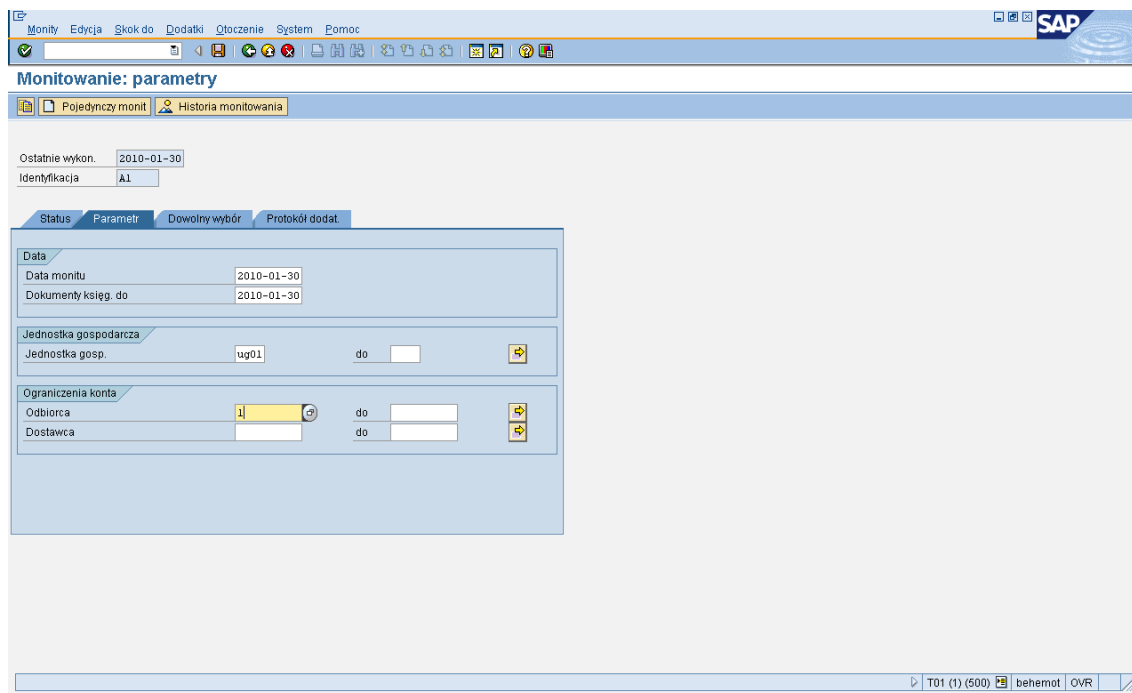 Monity Edycja Skok do Dodatki Otoczenie System Pomoc
SAP
Monitowanie: parametry
Pojedynczy monit Historia monitowania
Ostatnie wykon. 2010-01-30
Identyfikacja A1
Status Parametr Dowolny wybór Protokół dodat.
Data
Data monitu 2010-01-30
Dokumenty księg. do 2010-01-30
Jednostka gospodarcza
Jednostka gosp. ug01 do
Ograniczenia konta
Odbiorca 1 do
Dostawca do
T01 (1) (500) behemot OVR